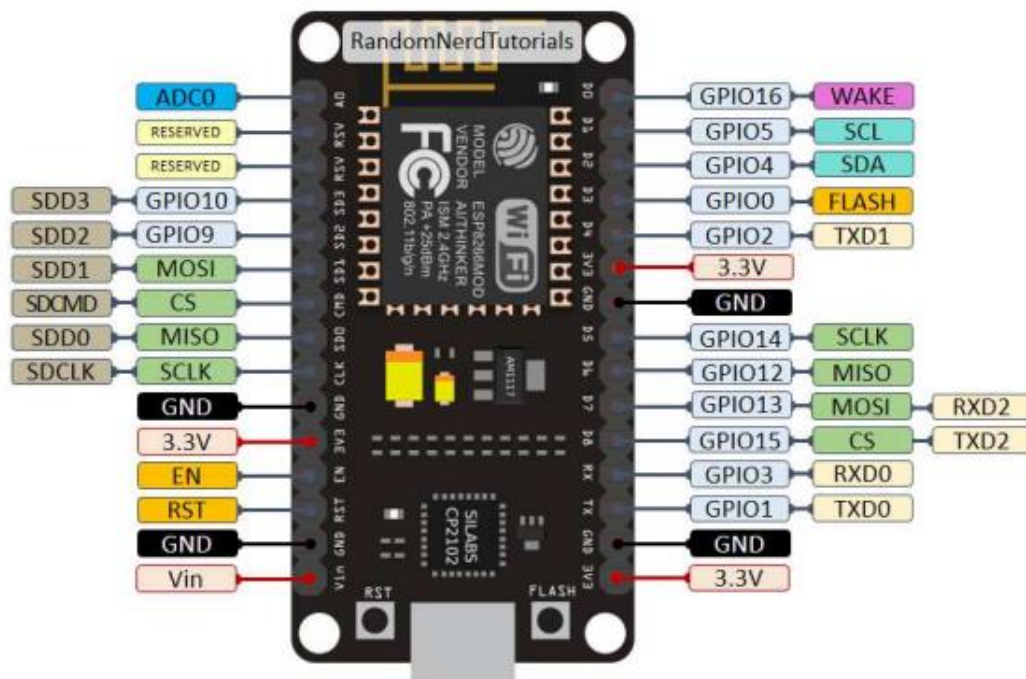 RandomNerdTutorials
ADC0
RESERVED
RESERVED
SDD3 GPIO10
SDD2 GPIO9
SDD1 MOSI
SDCMD CS
SDD0 MISO
SDCLK SCLK
GND
3.3V
EN
RST
GND
Vin
A0
RSV
RSV
SD3
SD2
SD1
CMD
SD0
CLK
GND
3V3
EN
RST
GND
Vin
MODEL ESP8266MOD
VENDOR AI/THINKER
ISM 2.4GHz
PA +25dBm
802.11b/g/n
FC
Wi Fi
AM1117
SILABS
CP2102
RST
FLASH
D0
D1
D2
D3
D4
3V3
GND
D5
D6
D7
D8
RX
TX
GND
3V3
GPIO16 WAKE
GPIO5 SCL
GPIO4 SDA
GPIO0 FLASH
GPIO2 TXD1
3.3V
GND
GPIO14 SCLK
GPIO12 MISO
GPIO13 MOSI RXD2
GPIO15 CS TXD2
GPIO3 RXD0
GPIO1 TXD0
GND
3.3V